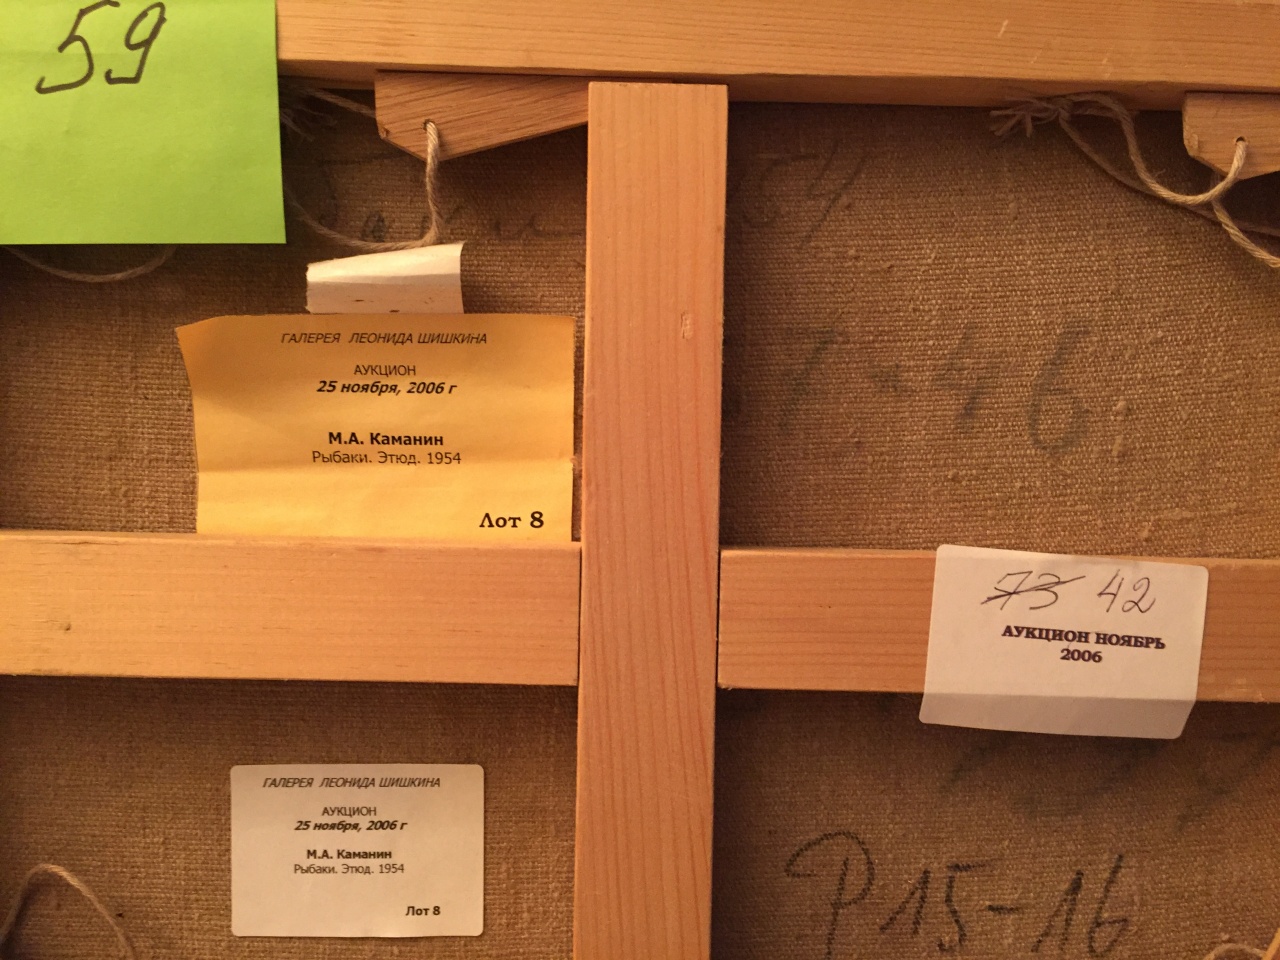 59
ГАЛЕРЕЯ ЛЕОНИДА ШИШКИНА
АУКЦИОН
25 ноября, 2006 г
М.А. Каманин
Рыбаки. Этюд. 1954
Лот 8
73 42
АУКЦИОН НОЯБРЬ
2006
ГАЛЕРЕЯ ЛЕОНИДА ШИШКИНА
АУКЦИОН
25 ноября, 2006 г
М.А. Каманин
Рыбаки. Этюд. 1954
Лот 8
Р 15-16